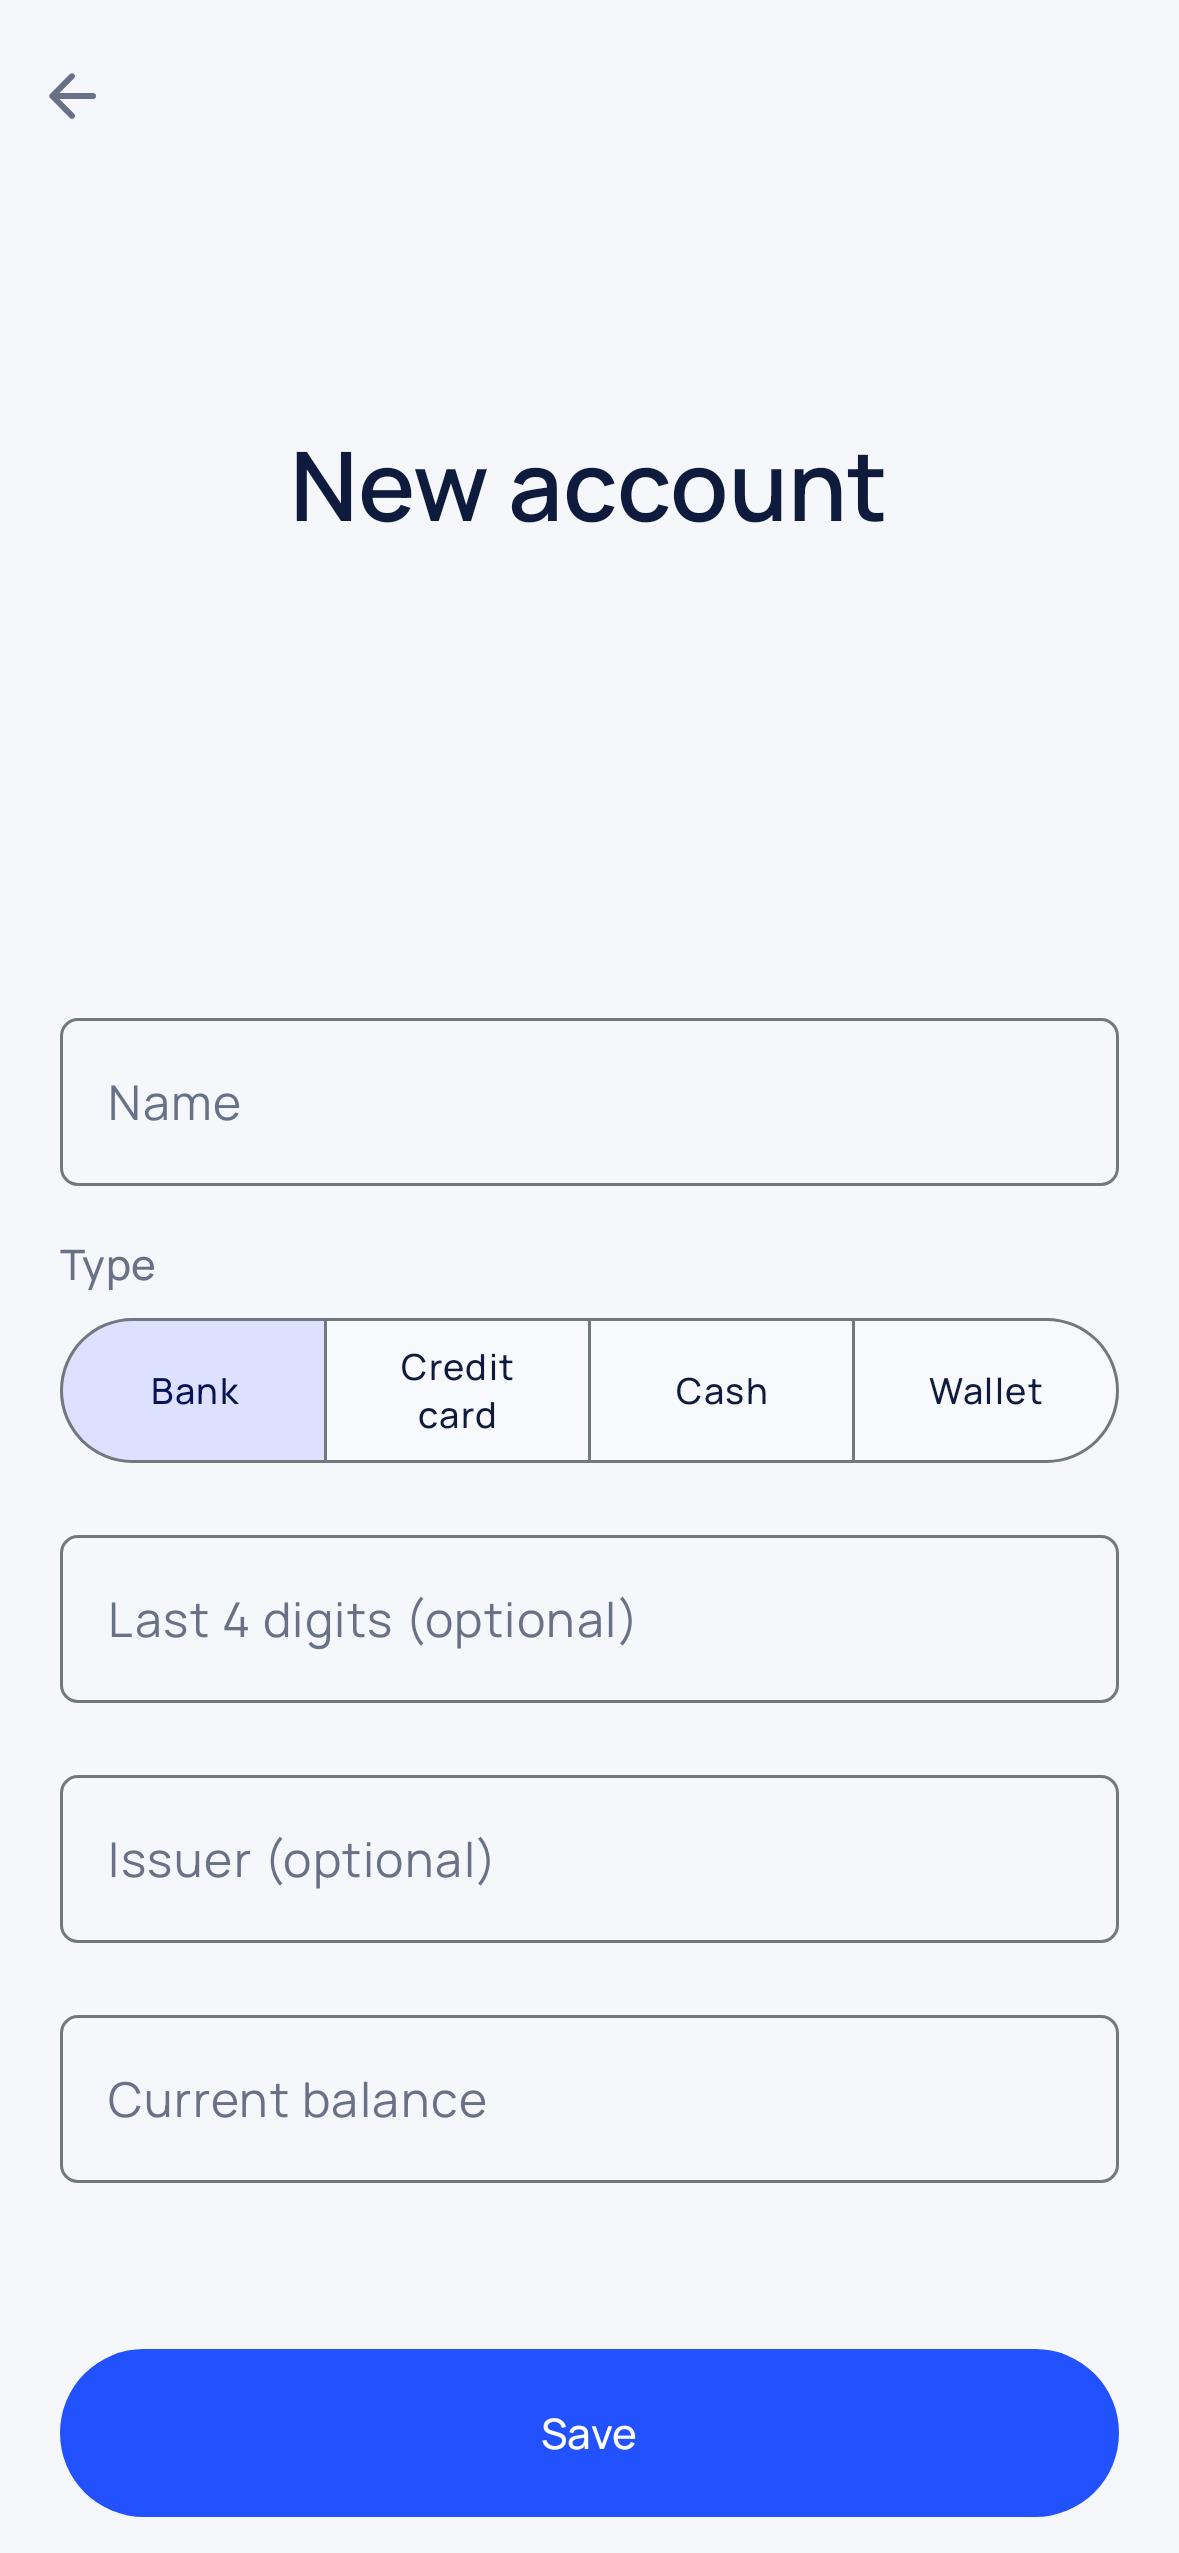 New account
Name
Type
Bank
Credit
card
Cash
Wallet
Last 4 digits (optional)
Issuer (optional)
Current balance
Save